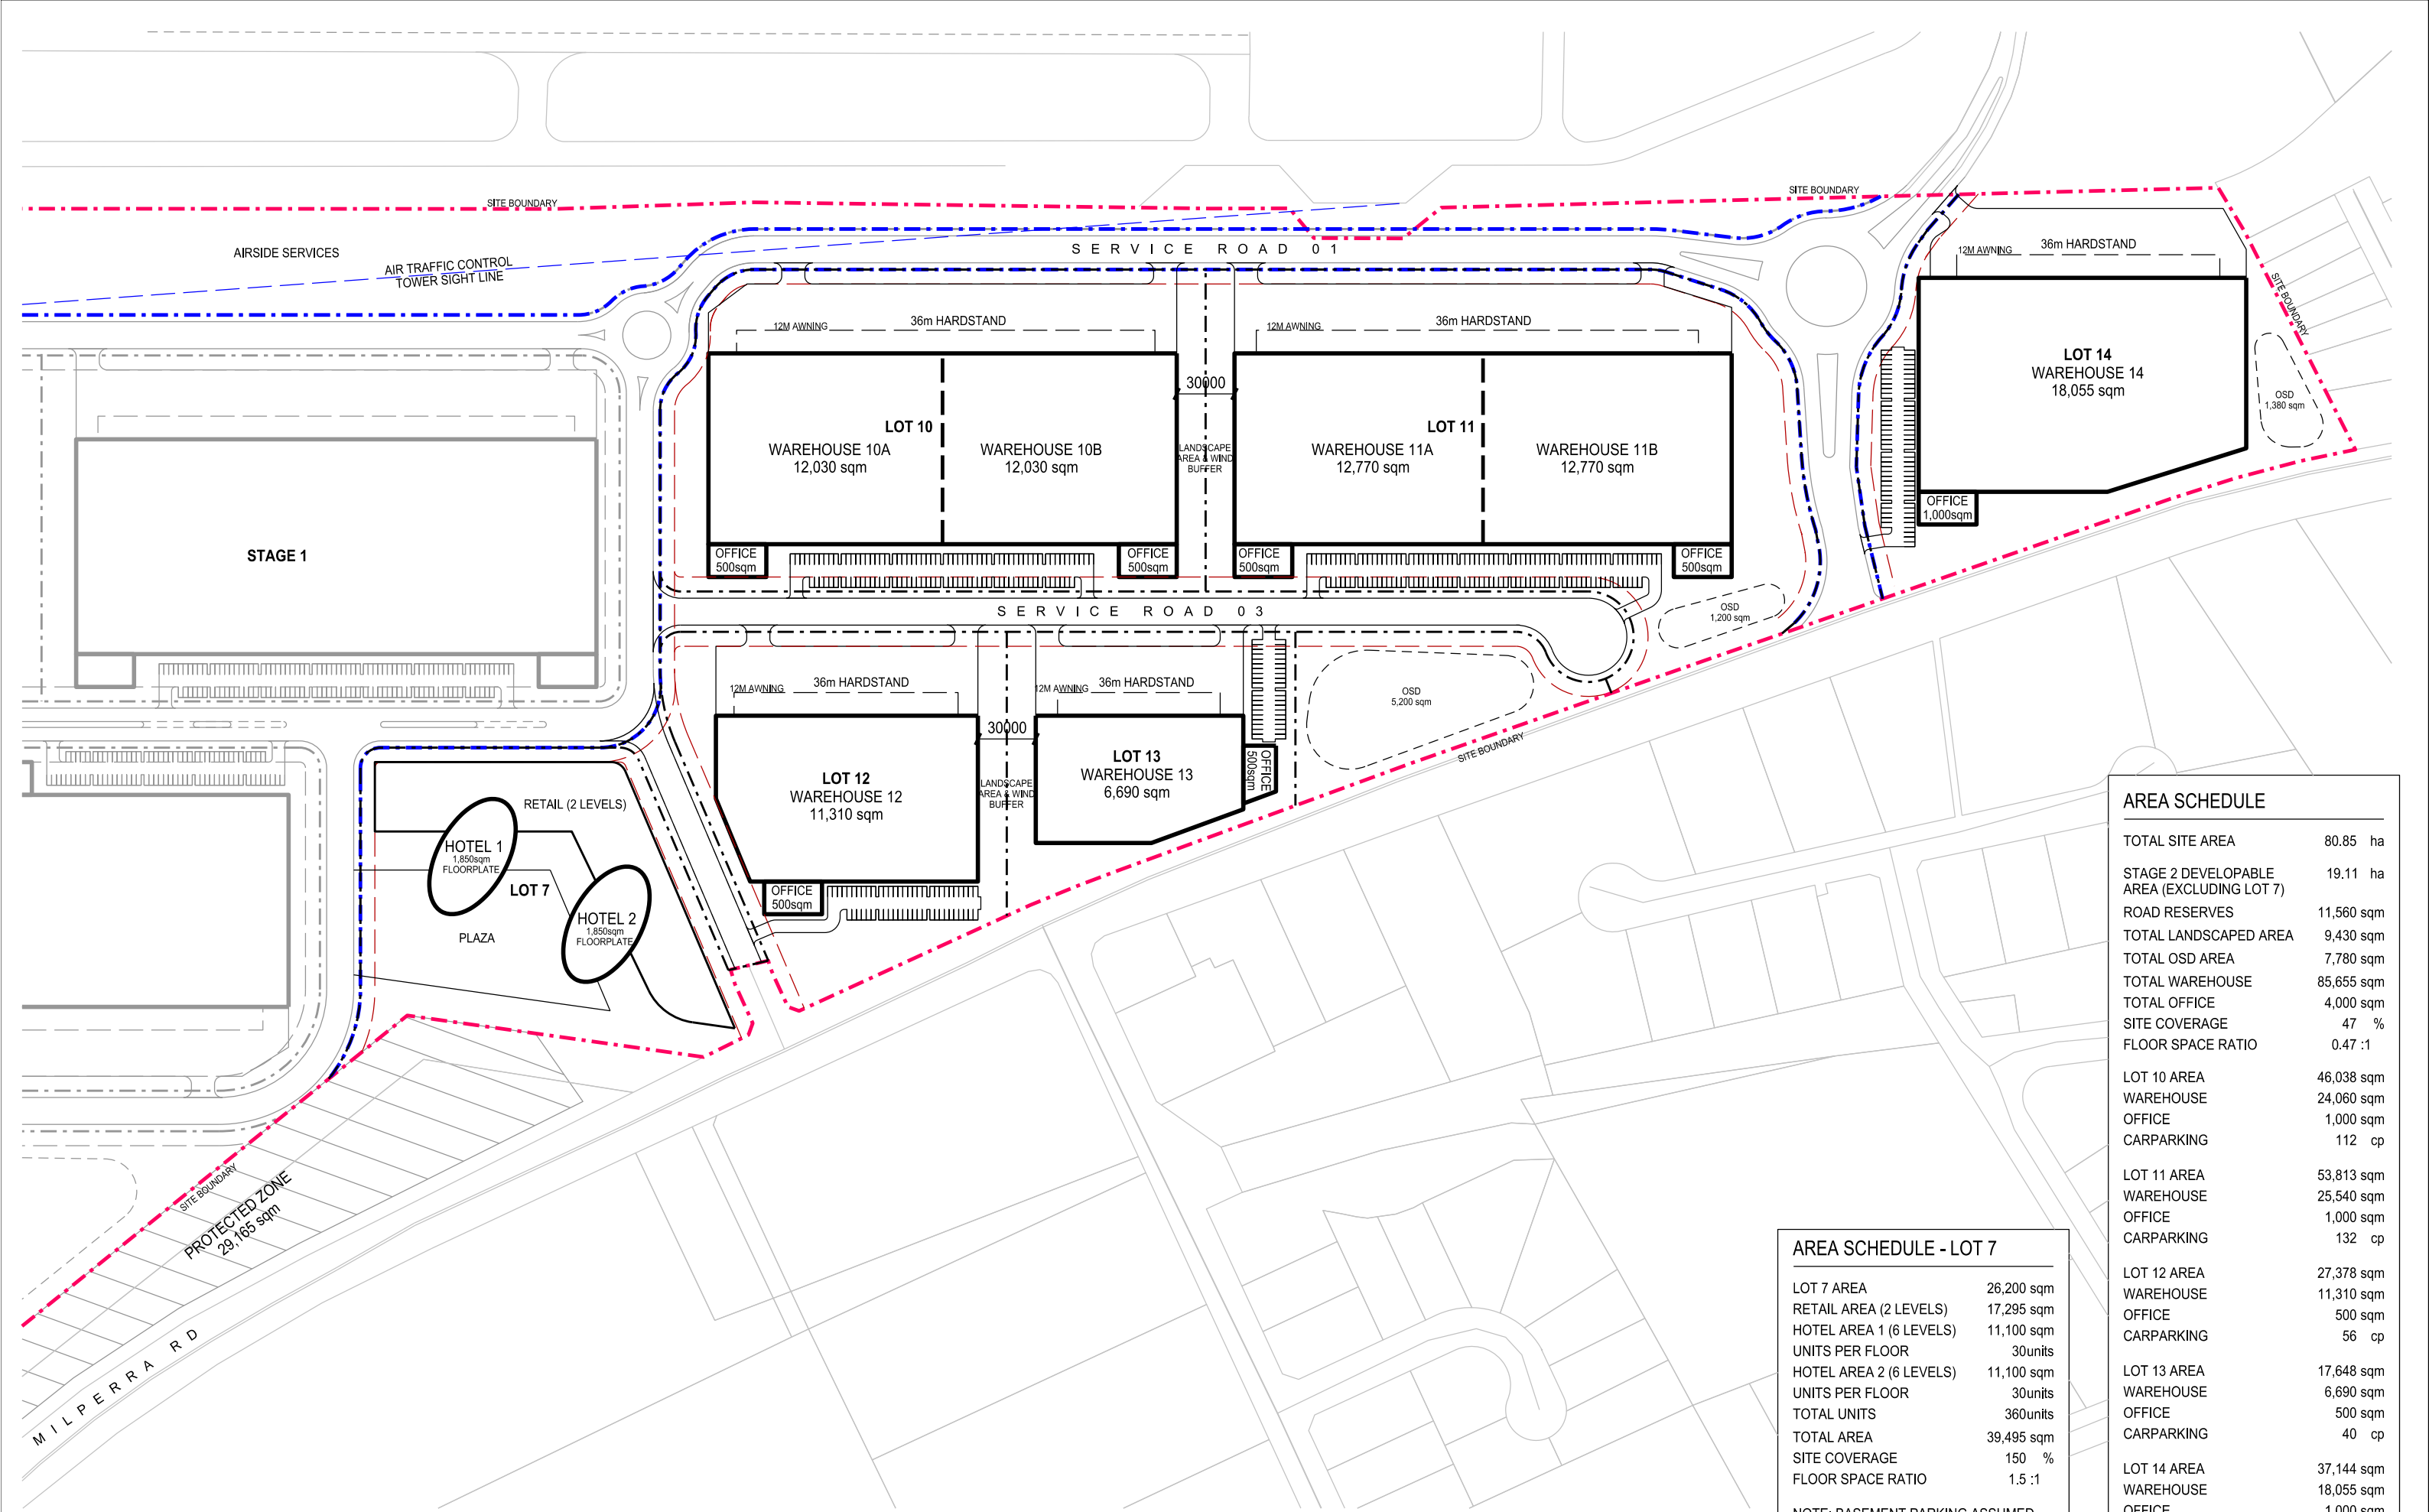 SITE BOUNDARY
SITE BOUNDARY
AIRSIDE SERVICES
AIR TRAFFIC CONTROL
TOWER SIGHT LINE
SERVICE ROAD 01
12M AWNING
36m HARDSTAND
SITE BOUNDARY
12M AWNING
36m HARDSTAND
12M AWNING
36m HARDSTAND
LOT 14
WAREHOUSE 14
18,055 sqm
OSD
1,380 sqm
30000
LOT 10
WAREHOUSE 10A
12,030 sqm
WAREHOUSE 10B
12,030 sqm
LANDSCAPE
AREA & WIND
BUFFER
LOT 11
WAREHOUSE 11A
12,770 sqm
WAREHOUSE 11B
12,770 sqm
OFFICE
1,000sqm
STAGE 1
OFFICE
500sqm
OFFICE
500sqm
OFFICE
500sqm
OFFICE
500sqm
SERVICE ROAD 03
OSD
1,200 sqm
12M AWNING
36m HARDSTAND
12M AWNING
36m HARDSTAND
OSD
5,200 sqm
30000
SITE BOUNDARY
LOT 12
WAREHOUSE 12
11,310 sqm
LANDSCAPE
AREA & WIND
BUFFER
LOT 13
WAREHOUSE 13
6,690 sqm
OFFICE
500sqm
OFFICE
500sqm
RETAIL (2 LEVELS)
HOTEL 1
1,850sqm
FLOORPLATE
LOT 7
HOTEL 2
1,850sqm
FLOORPLATE
PLAZA
SITE BOUNDARY
PROTECTED ZONE
29,165 sqm
MILPERRA RD
AREA SCHEDULE - LOT 7
LOT 7 AREA 26,200 sqm
RETAIL AREA (2 LEVELS) 17,295 sqm
HOTEL AREA 1 (6 LEVELS) 11,100 sqm
UNITS PER FLOOR 30units
HOTEL AREA 2 (6 LEVELS) 11,100 sqm
UNITS PER FLOOR 30units
TOTAL UNITS 360units
TOTAL AREA 39,495 sqm
SITE COVERAGE 150 %
FLOOR SPACE RATIO 1.5 :1
NOTE: BASEMENT PARKING ASSUMED
AREA SCHEDULE
TOTAL SITE AREA 80.85 ha
STAGE 2 DEVELOPABLE 19.11 ha
AREA (EXCLUDING LOT 7)
ROAD RESERVES 11,560 sqm
TOTAL LANDSCAPED AREA 9,430 sqm
TOTAL OSD AREA 7,780 sqm
TOTAL WAREHOUSE 85,655 sqm
TOTAL OFFICE 4,000 sqm
SITE COVERAGE 47 %
FLOOR SPACE RATIO 0.47 :1
LOT 10 AREA 46,038 sqm
WAREHOUSE 24,060 sqm
OFFICE 1,000 sqm
CARPARKING 112 cp
LOT 11 AREA 53,813 sqm
WAREHOUSE 25,540 sqm
OFFICE 1,000 sqm
CARPARKING 132 cp
LOT 12 AREA 27,378 sqm
WAREHOUSE 11,310 sqm
OFFICE 500 sqm
CARPARKING 56 cp
LOT 13 AREA 17,648 sqm
WAREHOUSE 6,690 sqm
OFFICE 500 sqm
CARPARKING 40 cp
LOT 14 AREA 37,144 sqm
WAREHOUSE 18,055 sqm
OFFICE 1,000 sqm